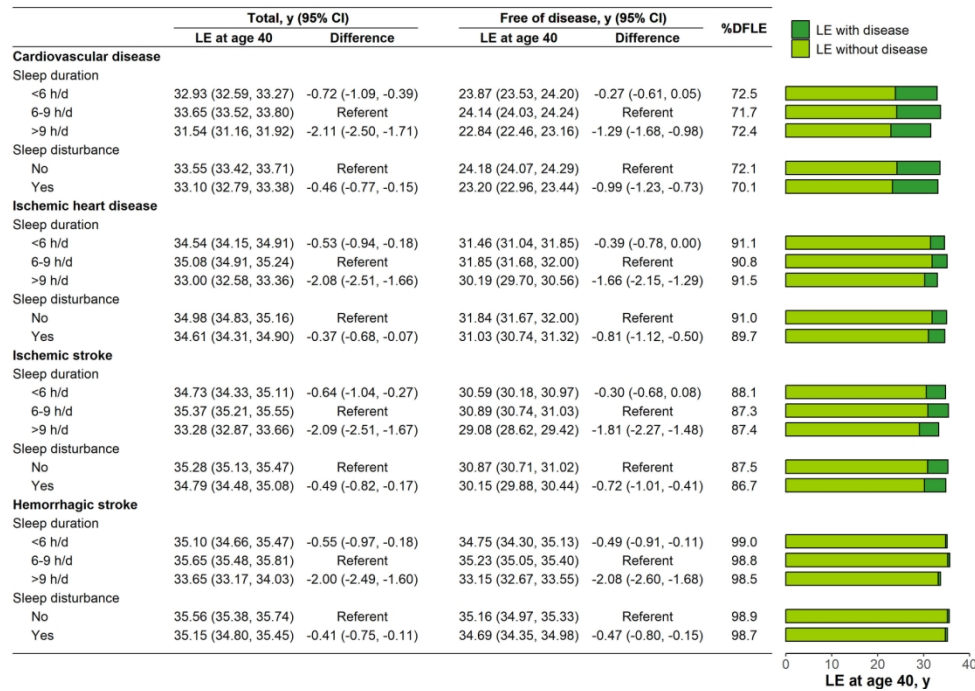 Total, y (95% CI) Free of disease, y (95% CI) %DFLE
LE at age 40 Difference LE at age 40 Difference
LE with disease
LE without disease
Cardiovascular disease
Sleep duration
<6 h/d 32.93 (32.59, 33.27) -0.72 (-1.09, -0.39) 23.87 (23.53, 24.20) -0.27 (-0.61, 0.05) 72.5
6-9 h/d 33.65 (33.52, 33.80) Referent 24.14 (24.03, 24.24) Referent 71.7
>9 h/d 31.54 (31.16, 31.92) -2.11 (-2.50, -1.71) 22.84 (22.46, 23.16) -1.29 (-1.68, -0.98) 72.4
Sleep disturbance
No 33.55 (33.42, 33.71) Referent 24.18 (24.07, 24.29) Referent 72.1
Yes 33.10 (32.79, 33.38) -0.46 (-0.77, -0.15) 23.20 (22.96, 23.44) -0.99 (-1.23, -0.73) 70.1
Ischemic heart disease
Sleep duration
<6 h/d 34.54 (34.15, 34.91) -0.53 (-0.94, -0.18) 31.46 (31.04, 31.85) -0.39 (-0.78, 0.00) 91.1
6-9 h/d 35.08 (34.91, 35.24) Referent 31.85 (31.68, 32.00) Referent 90.8
>9 h/d 33.00 (32.58, 33.36) -2.08 (-2.51, -1.66) 30.19 (29.70, 30.56) -1.66 (-2.15, -1.29) 91.5
Sleep disturbance
No 34.98 (34.83, 35.16) Referent 31.84 (31.67, 32.00) Referent 91.0
Yes 34.61 (34.31, 34.90) -0.37 (-0.68, -0.07) 31.03 (30.74, 31.32) -0.81 (-1.12, -0.50) 89.7
Ischemic stroke
Sleep duration
<6 h/d 34.73 (34.33, 35.11) -0.64 (-1.04, -0.27) 30.59 (30.18, 30.97) -0.30 (-0.68, 0.08) 88.1
6-9 h/d 35.37 (35.21, 35.55) Referent 30.89 (30.74, 31.03) Referent 87.3
>9 h/d 33.28 (32.87, 33.66) -2.09 (-2.51, -1.67) 29.08 (28.62, 29.42) -1.81 (-2.27, -1.48) 87.4
Sleep disturbance
No 35.28 (35.13, 35.47) Referent 30.87 (30.71, 31.02) Referent 87.5
Yes 34.79 (34.48, 35.08) -0.49 (-0.82, -0.17) 30.15 (29.88, 30.44) -0.72 (-1.01, -0.41) 86.7
Hemorrhagic stroke
Sleep duration
<6 h/d 35.10 (34.66, 35.47) -0.55 (-0.97, -0.18) 34.75 (34.30, 35.13) -0.49 (-0.91, -0.11) 99.0
6-9 h/d 35.65 (35.48, 35.81) Referent 35.23 (35.05, 35.40) Referent 98.8
>9 h/d 33.65 (33.17, 34.03) -2.00 (-2.49, -1.60) 33.15 (32.67, 33.55) -2.08 (-2.60, -1.68) 98.5
Sleep disturbance
No 35.56 (35.38, 35.74) Referent 35.16 (34.97, 35.33) Referent 98.9
Yes 35.15 (34.80, 35.45) -0.41 (-0.75, -0.11) 34.69 (34.35, 34.98) -0.47 (-0.80, -0.15) 98.7
0 10 20 30 40
LE at age 40, y